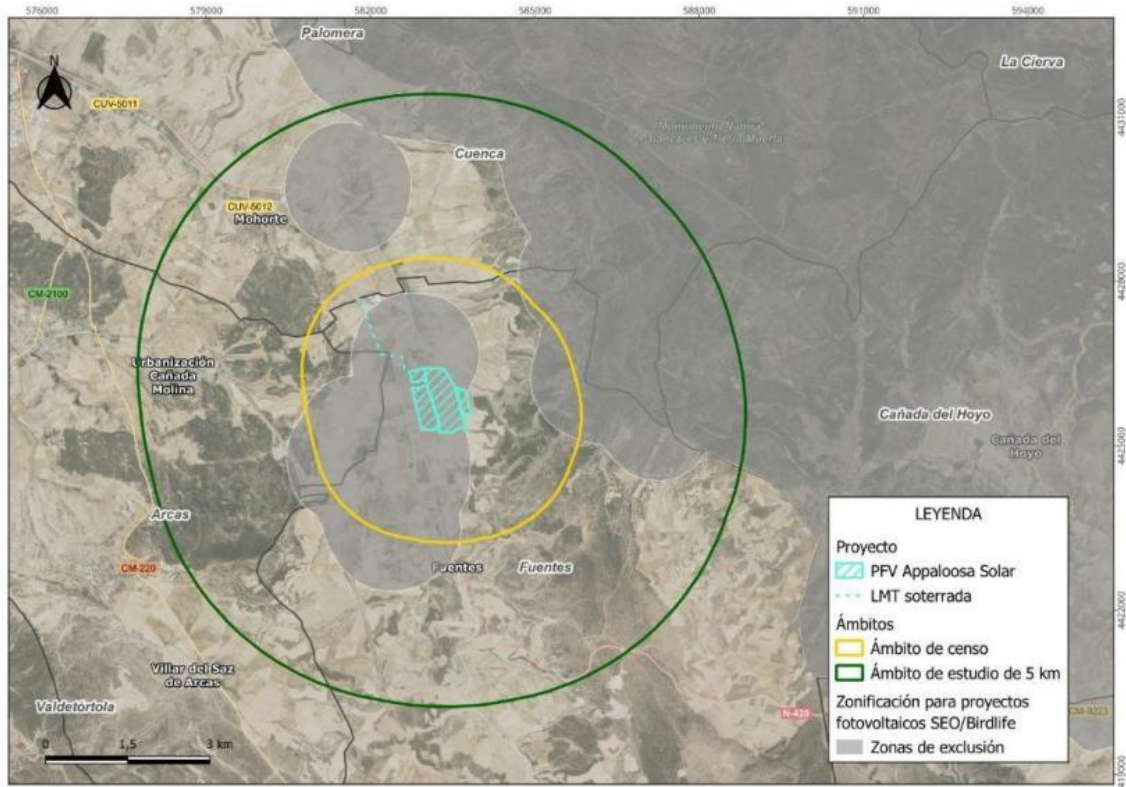 576000 579000 582000 585000 588000 591000 594000
Palomera
La Cierva
N
CUV-5011
4431000
Monumento Natural
Palancares y Tierra Muerta
Cuenca
CUV-5012
Mohorte
4428000
CM-2100
Urbanización
Cañada
Molina
Cañada del Hoyo
Cañada del
Hoyo
4425000
Arcas
CM-220
Fuentes
Fuentes
4422000
Villar del Saz
de Arcas
Valdetórtola
N-420
CM-9223
0 1,5 3 km
4419000
LEYENDA
Proyecto
PFV Appaloosa Solar
LMT soterrada
Ámbitos
Ámbito de censo
Ámbito de estudio de 5 km
Zonificación para proyectos
fotovoltaicos SEO/Birdlife
Zonas de exclusión